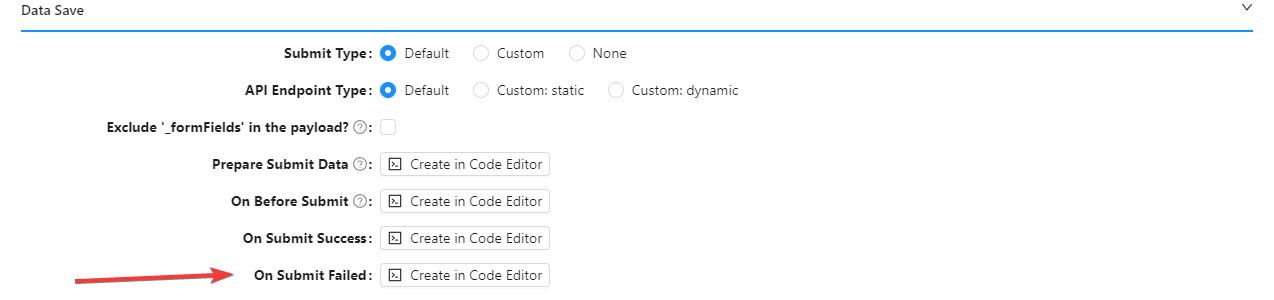 Data Save
Submit Type: Default Custom None
API Endpoint Type: Default Custom: static Custom: dynamic
Exclude '_formFields' in the payload? ? :
Prepare Submit Data ? : Create in Code Editor
On Before Submit ? : Create in Code Editor
On Submit Success: Create in Code Editor
On Submit Failed: Create in Code Editor